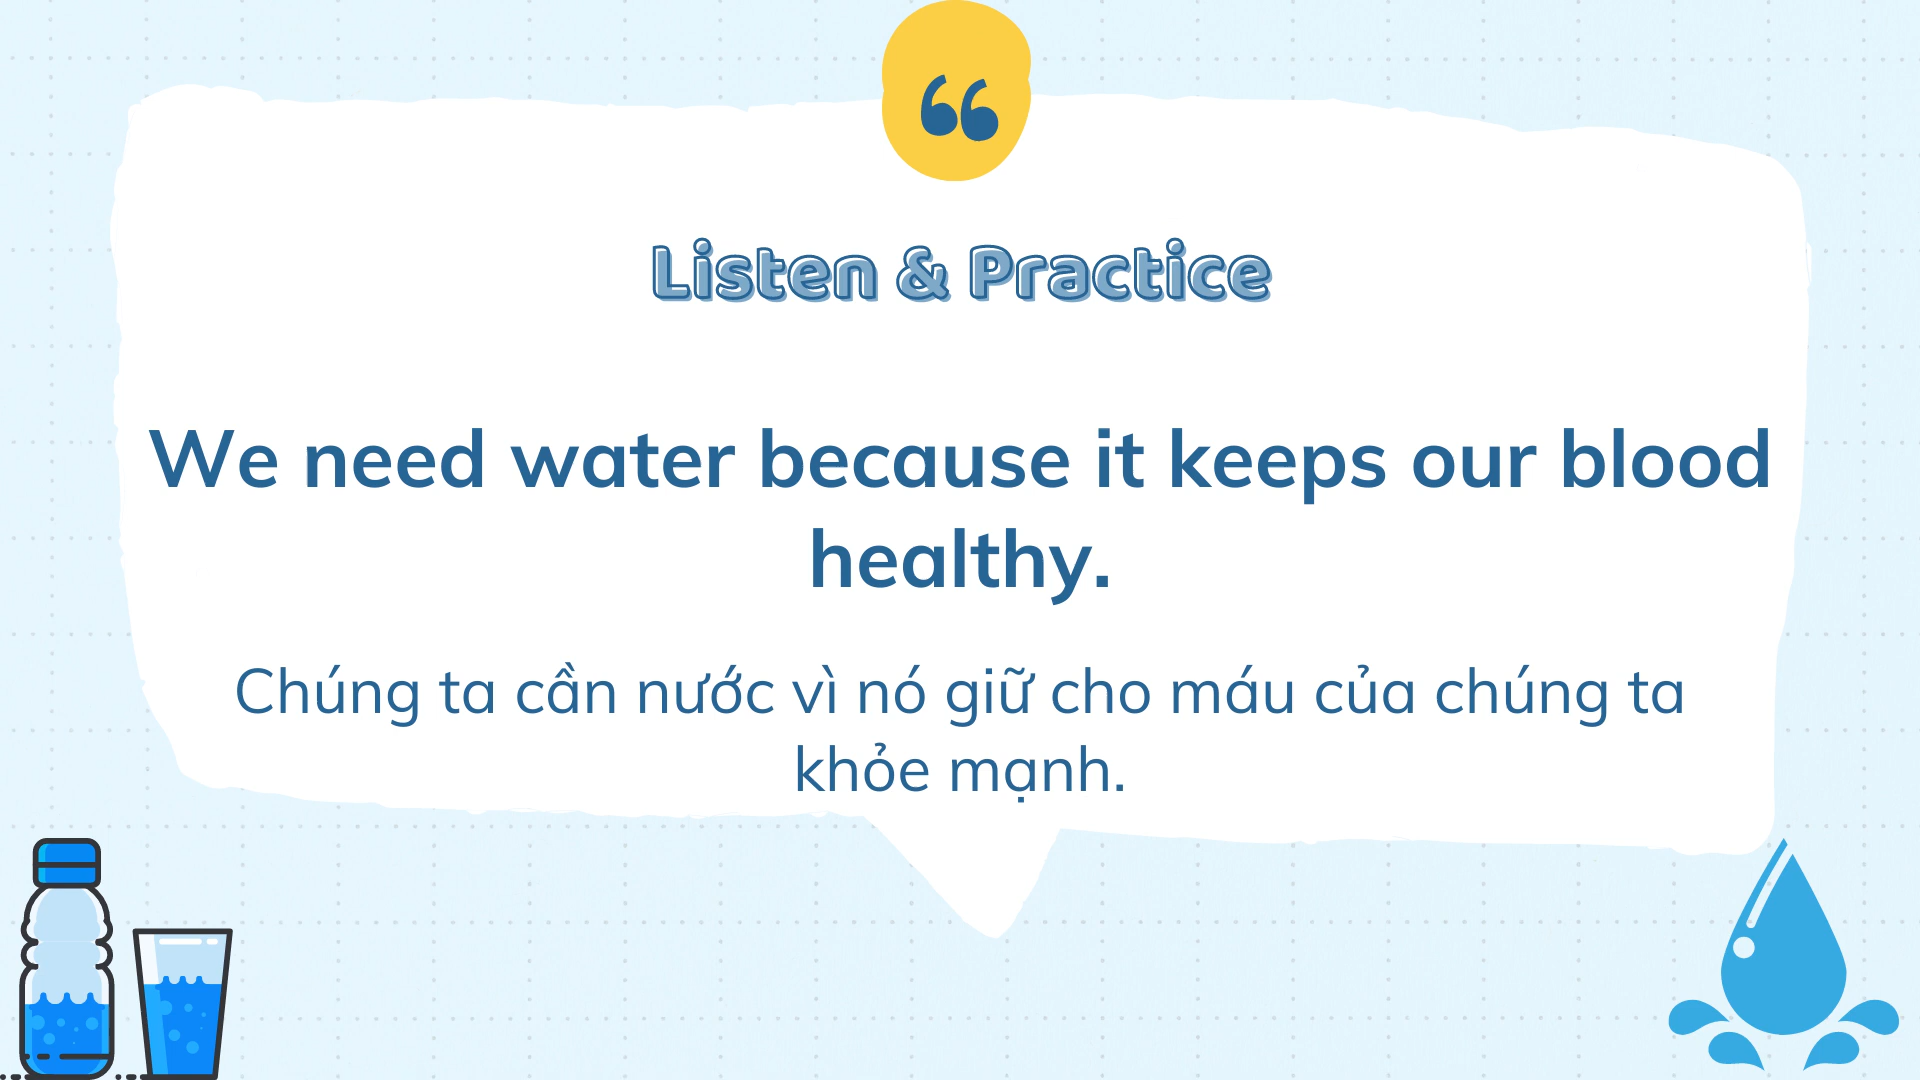 “
Listen & Practice
We need water because it keeps our blood
healthy.
Chúng ta cần nước vì nó giữ cho máu của chúng ta
khỏe mạnh.